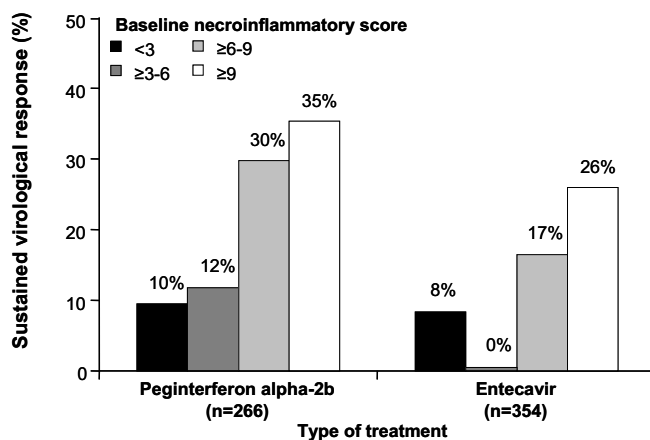 Baseline necroinflammatory score
<3
≥6-9
≥3-6
≥9
Sustained virological response (%)
50
40
30
20
10
0
10%
12%
30%
35%
8%
0%
17%
26%
Peginterferon alpha-2b
(n=266)
Entecavir
(n=354)
Type of treatment